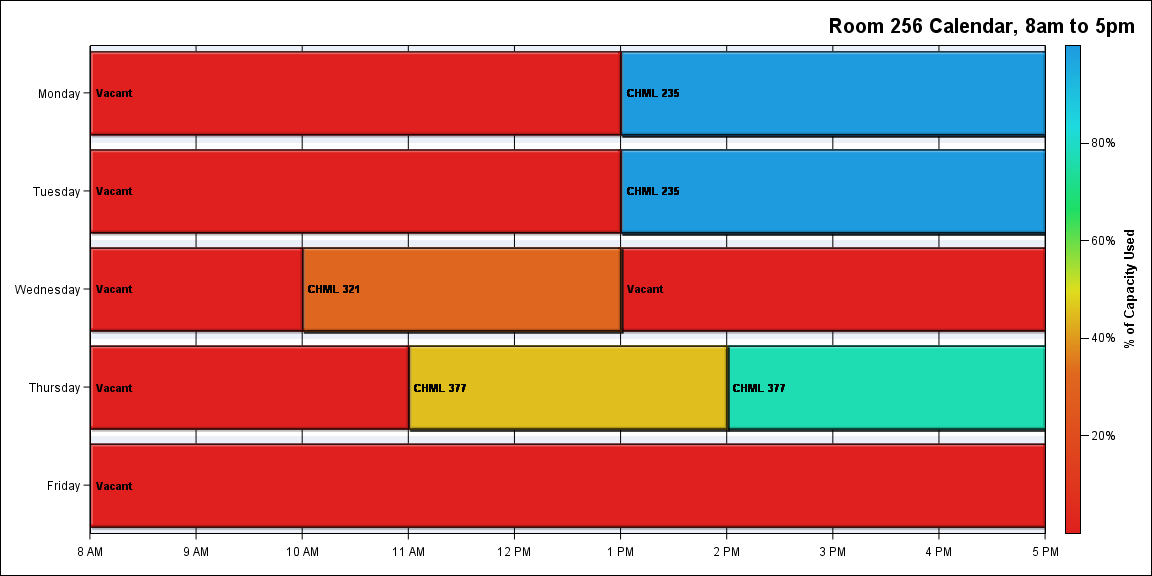 Room 256 Calendar, 8am to 5pm
Monday
Vacant
CHML 235
Tuesday
Vacant
CHML 235
Wednesday
Vacant
CHML 321
Vacant
Thursday
Vacant
CHML 377
CHML 377
Friday
Vacant
8 AM 9 AM 10 AM 11 AM 12 PM 1 PM 2 PM 3 PM 4 PM 5 PM
80%
60%
40%
20%
% of Capacity Used